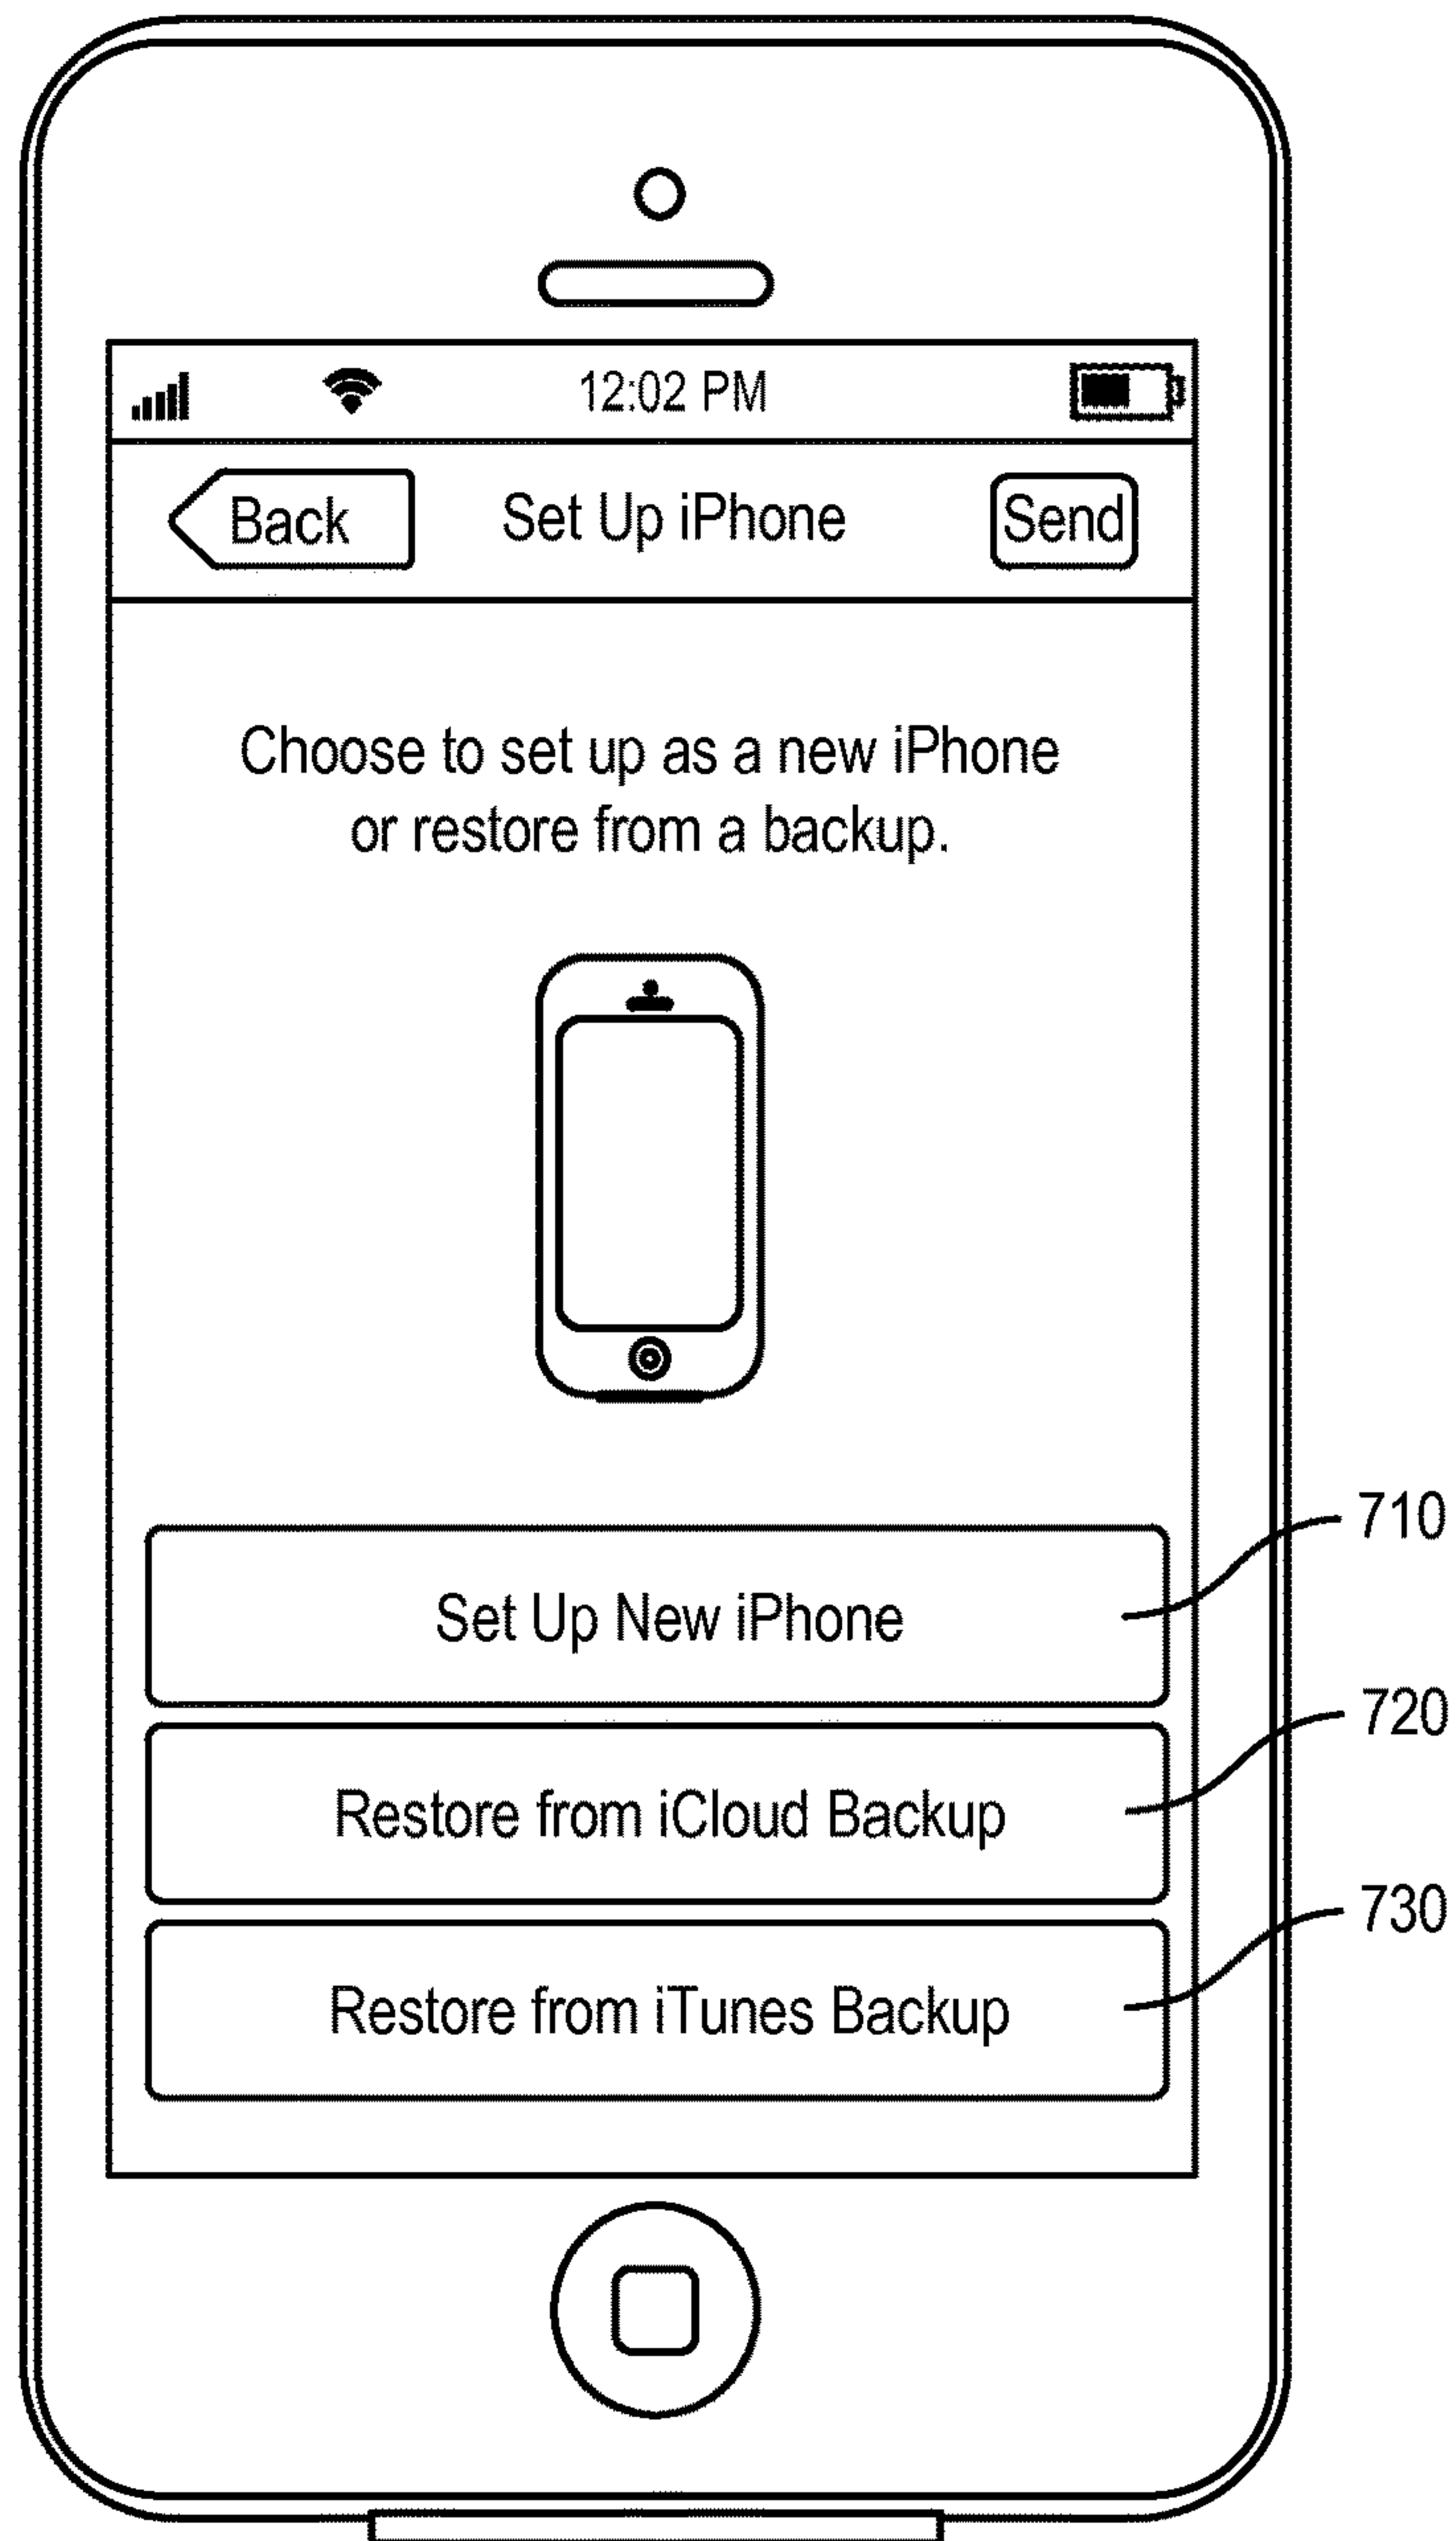 12:02 PM
Back Set Up iPhone Send
Choose to set up as a new iPhone
or restore from a backup.
Set Up New iPhone
710
Restore from iCloud Backup
720
Restore from iTunes Backup
730